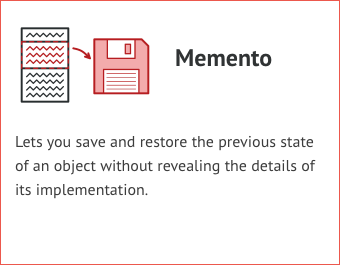 Memento
Lets you save and restore the previous state
of an object without revealing the details of
its implementation.